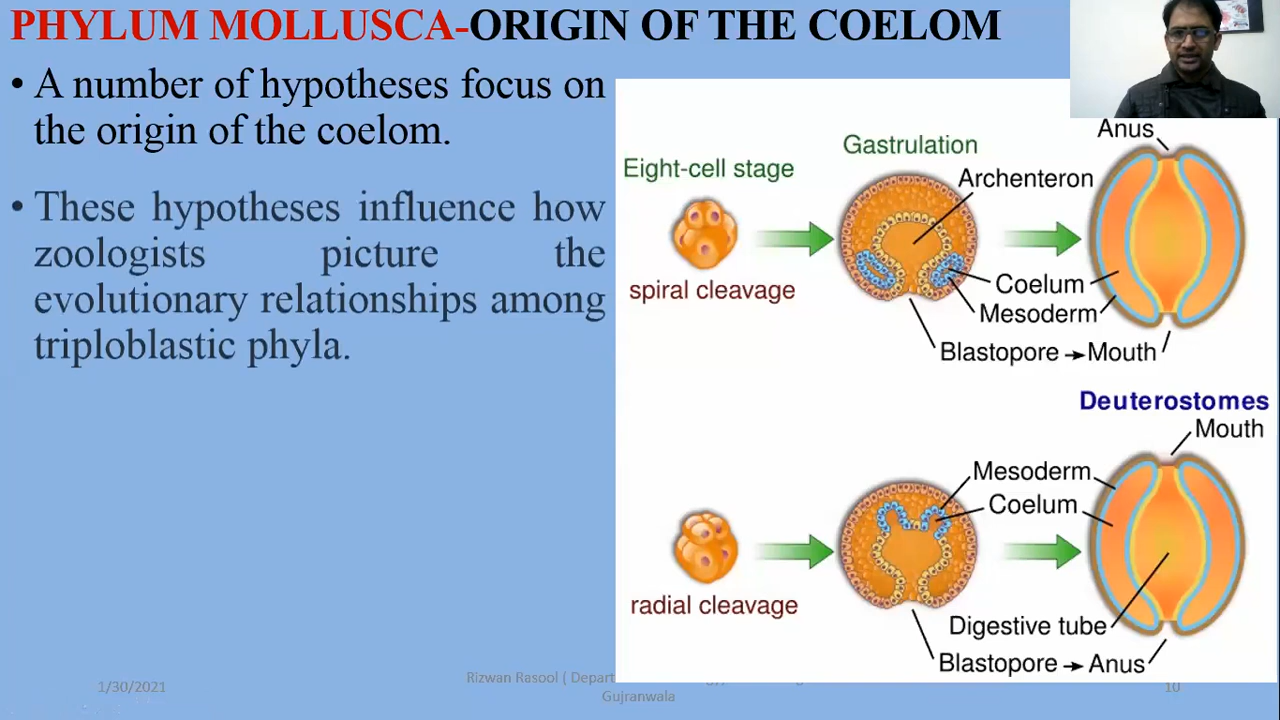 PHYLUM MOLLUSCA-ORIGIN OF THE COELOM
• A number of hypotheses focus on
the origin of the coelom.
• These hypotheses influence how
zoologists picture the
evolutionary relationships among
triploblastic phyla.
Eight-cell stage
spiral cleavage
Gastrulation
Archenteron
Anus
Coelum
Mesoderm
Blastopore → Mouth
Deuterostomes
Mouth
Mesoderm
Coelum
radial cleavage
Digestive tube
Blastopore → Anus
1/30/2021
Rizwan Rasool (
Gujranwala
10